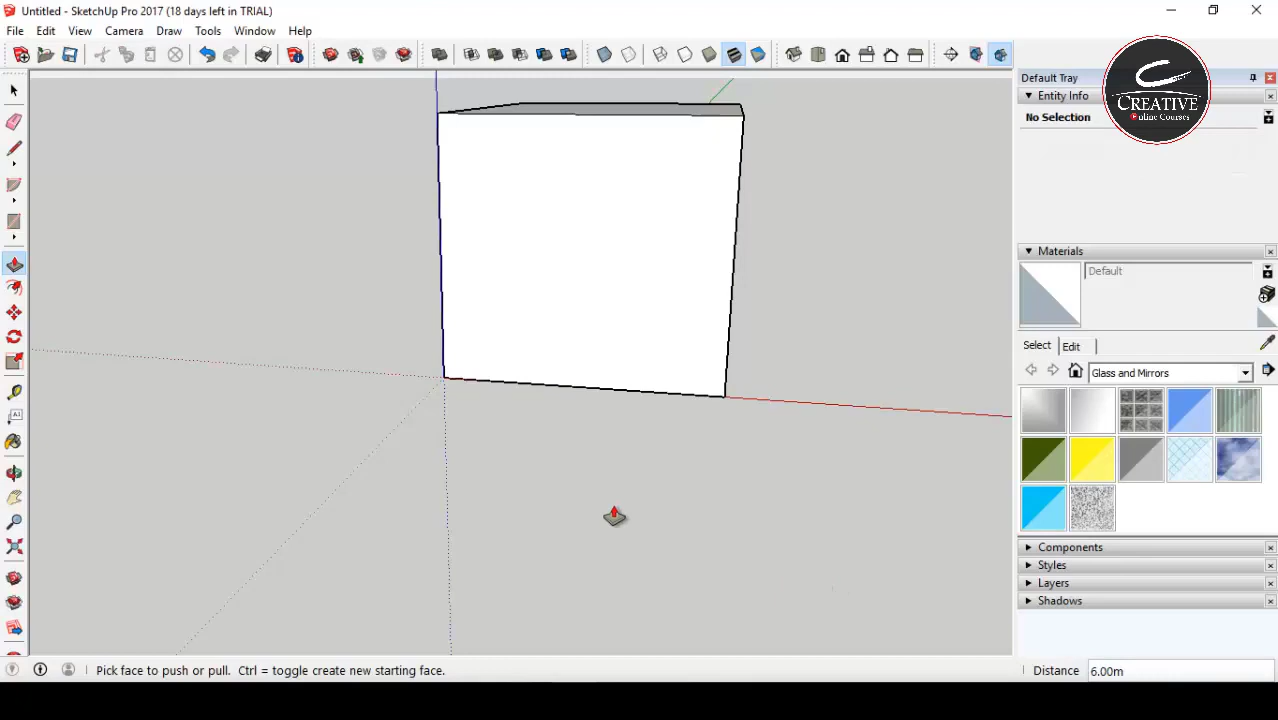 Untitled - SketchUp Pro 2017 (18 days left in TRIAL)
File Edit View Camera Draw Tools Window Help
Default Tray
CREATIVE
Online Courses
Entity Info
No Selection
Materials
Default
Select Edit
Glass and Mirrors
Components
Styles
Layers
Shadows
Pick face to push or pull. Ctrl = toggle create new starting face.
Distance 6.00m